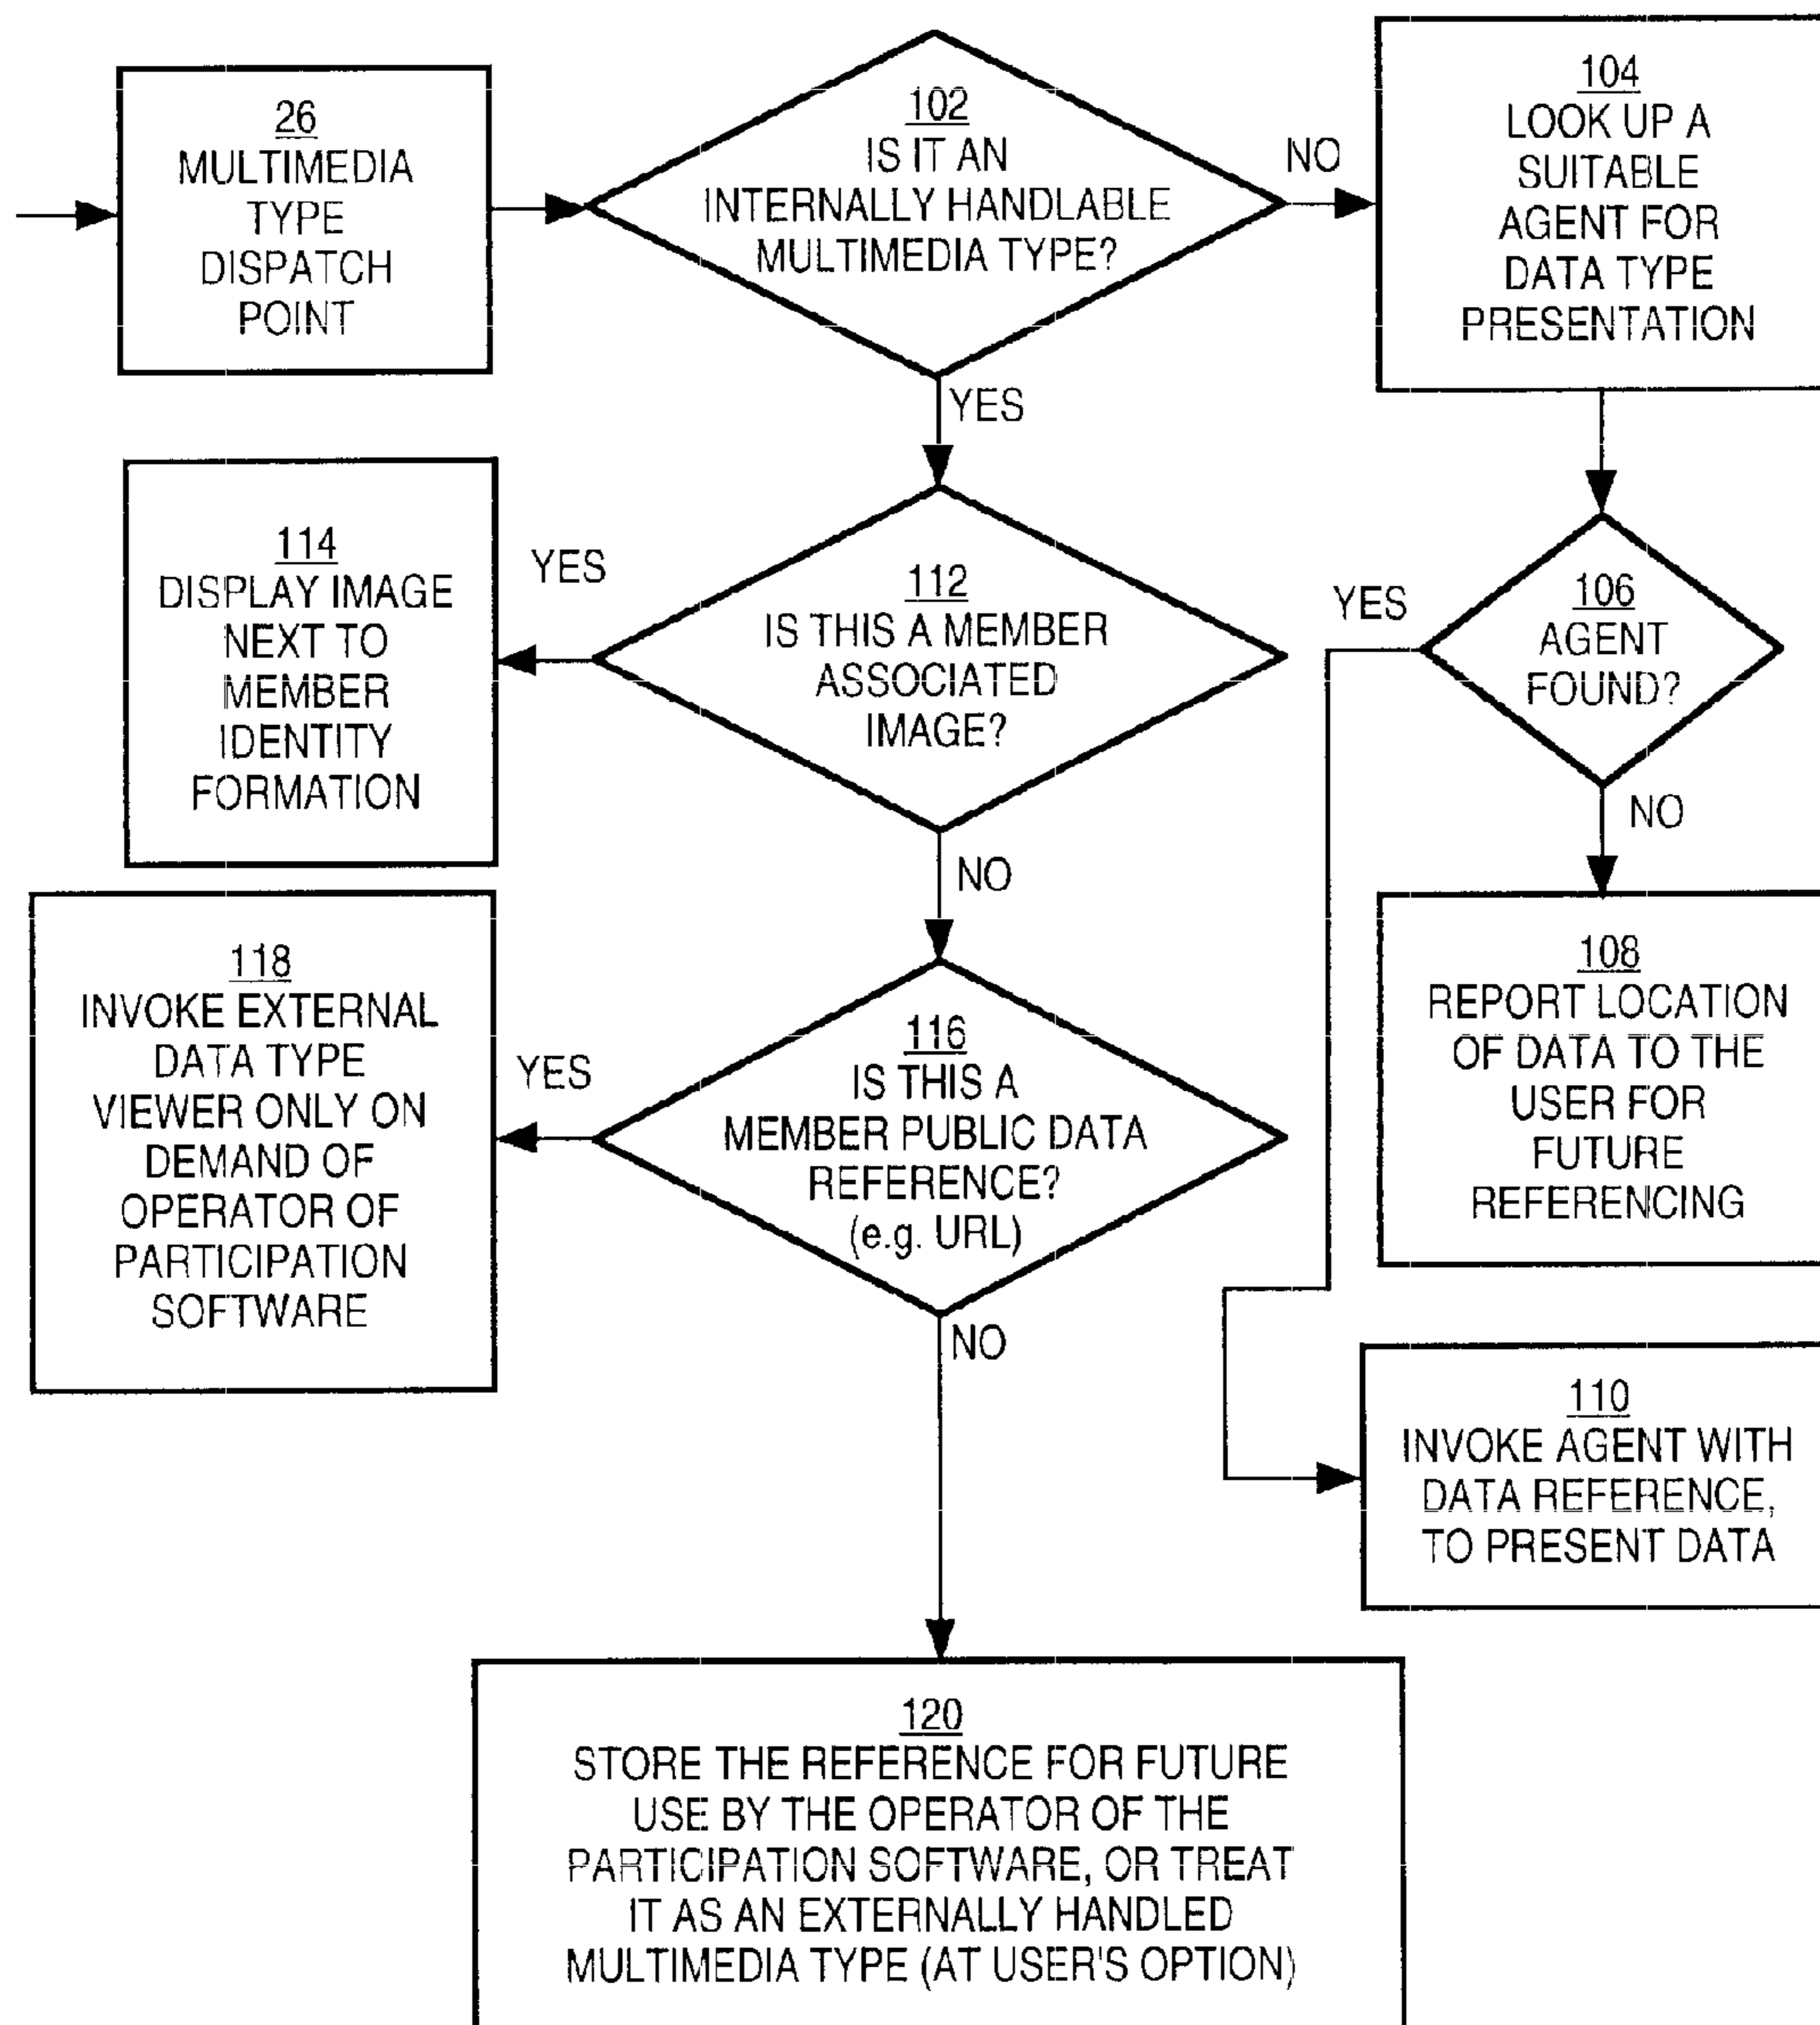 26
MULTIMEDIA
TYPE
DISPATCH
POINT
102
IS IT AN
INTERNALLY HANDLABLE
MULTIMEDIA TYPE?
NO
104
LOOK UP A
SUITABLE
AGENT FOR
DATA TYPE
PRESENTATION
YES
114
DISPLAY IMAGE
NEXT TO
MEMBER
IDENTITY
FORMATION
YES
112
IS THIS A MEMBER
ASSOCIATED
IMAGE?
YES
106
AGENT
FOUND?
NO
NO
118
INVOKE EXTERNAL
DATA TYPE
VIEWER ONLY ON
DEMAND OF
OPERATOR OF
PARTICIPATION
SOFTWARE
YES
116
IS THIS A
MEMBER PUBLIC DATA
REFERENCE?
(e.g. URL)
108
REPORT LOCATION
OF DATA TO THE
USER FOR
FUTURE
REFERENCING
NO
110
INVOKE AGENT WITH
DATA REFERENCE,
TO PRESENT DATA
120
STORE THE REFERENCE FOR FUTURE
USE BY THE OPERATOR OF THE
PARTICIPATION SOFTWARE, OR TREAT
IT AS AN EXTERNALLY HANDLED
MULTIMEDIA TYPE (AT USER'S OPTION)